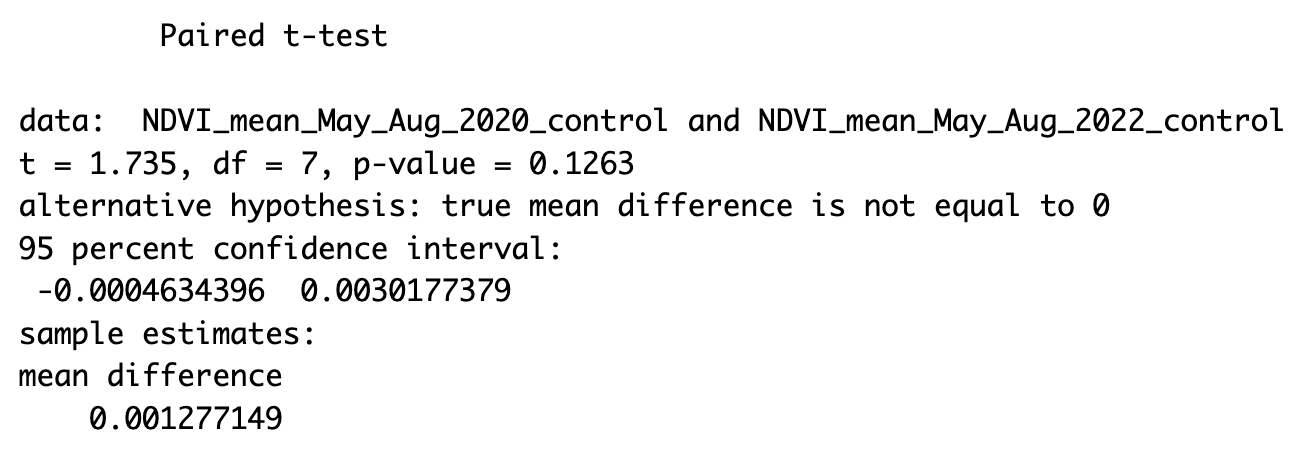 Paired t-test
data:  NDVI_mean_May_Aug_2020_control and NDVI_mean_May_Aug_2022_control
t = 1.735, df = 7, p-value = 0.1263
alternative hypothesis: true mean difference is not equal to 0
95 percent confidence interval:
 -0.0004634396  0.0030177379
sample estimates:
mean difference
    0.001277149